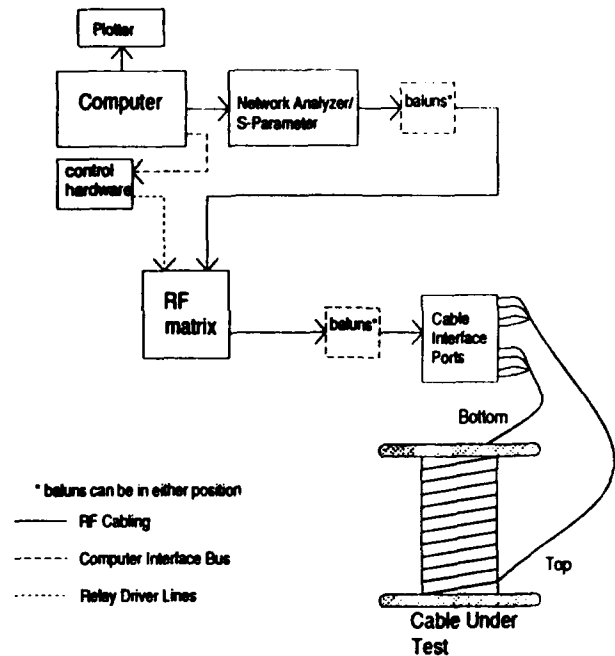 Plotter
Computer
Network Analyzer/
S-Parameter
baluns*
control
hardware
RF
matrix
baluns*
Cable
Interface
Ports
Bottom
* baluns can be in either position
RF Cabling
Computer Interface Bus
Relay Driver Lines
Top
Cable Under
Test